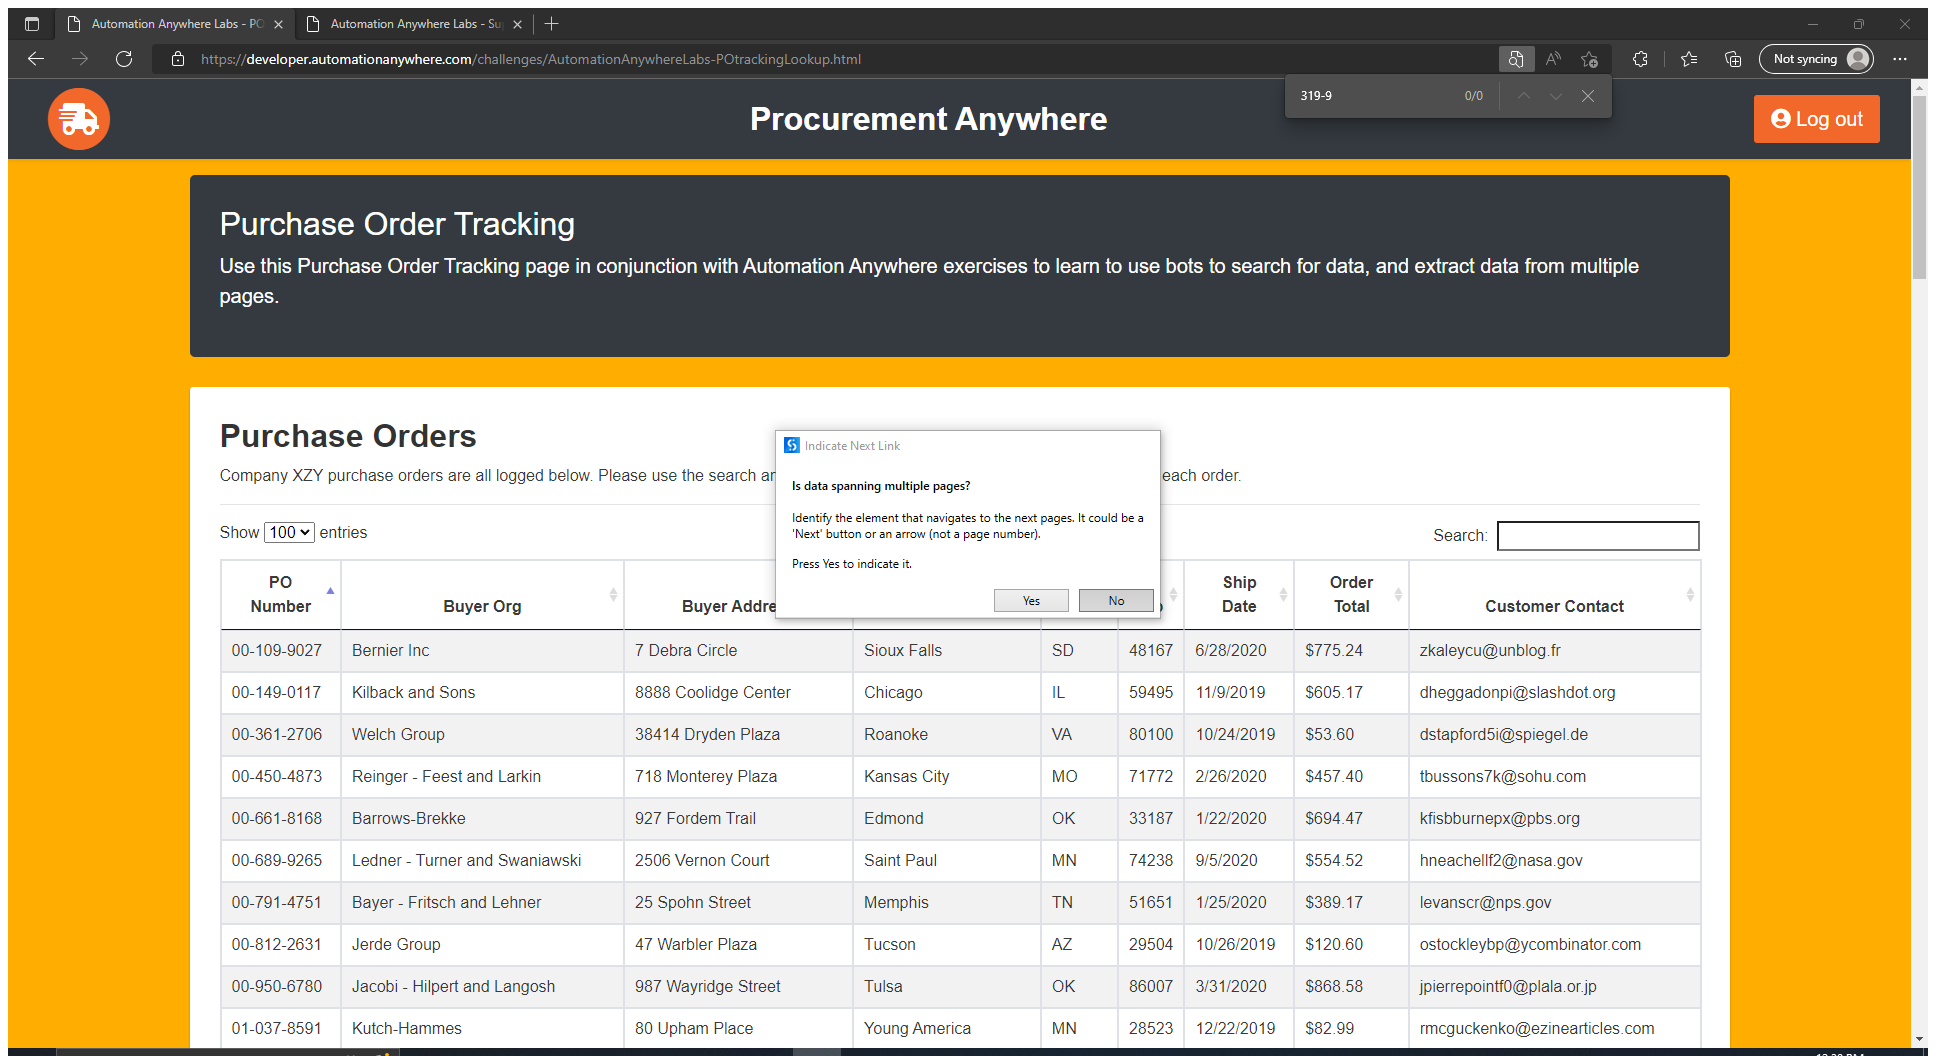 Automation Anywhere Labs - PO
Automation Anywhere Labs - Su
https://developer.automationanywhere.com/challenges/AutomationAnywhereLabs-POtrackingLookup.html
Not syncing
319-9 0/0
Procurement Anywhere
Log out
Purchase Order Tracking
Use this Purchase Order Tracking page in conjunction with Automation Anywhere exercises to learn to use bots to search for data, and extract data from multiple
pages.
Purchase Orders
Company XZY purchase orders are all logged below. Please use the search each order.
Indicate Next Link
Is data spanning multiple pages?
Identify the element that navigates to the next pages. It could be a
'Next' button or an arrow (not a page number).
Press Yes to indicate it.
Yes No
Show 100 entries
Search:
PO Number Buyer Org Buyer Addre Ship Date Order Total Customer Contact
00-109-9027 Bernier Inc 7 Debra Circle Sioux Falls SD 48167 6/28/2020 $775.24 zkaleycu@unblog.fr
00-149-0117 Kilback and Sons 8888 Coolidge Center Chicago IL 59495 11/9/2019 $605.17 dheggadonpi@slashdot.org
00-361-2706 Welch Group 38414 Dryden Plaza Roanoke VA 80100 10/24/2019 $53.60 dstapford5i@spiegel.de
00-450-4873 Reinger - Feest and Larkin 718 Monterey Plaza Kansas City MO 71772 2/26/2020 $457.40 tbussons7k@sohu.com
00-661-8168 Barrows-Brekke 927 Fordem Trail Edmond OK 33187 1/22/2020 $694.47 kfisbburnepx@pbs.org
00-689-9265 Ledner - Turner and Swaniawski 2506 Vernon Court Saint Paul MN 74238 9/5/2020 $554.52 hneachellf2@nasa.gov
00-791-4751 Bayer - Fritsch and Lehner 25 Spohn Street Memphis TN 51651 1/25/2020 $389.17 levanscr@nps.gov
00-812-2631 Jerde Group 47 Warbler Plaza Tucson AZ 29504 10/26/2019 $120.60 ostockleybp@ycombinator.com
00-950-6780 Jacobi - Hilpert and Langosh 987 Wayridge Street Tulsa OK 86007 3/31/2020 $868.58 jpierrepointf0@plala.or.jp
01-037-8591 Kutch-Hammes 80 Upham Place Young America MN 28523 12/22/2019 $82.99 rmcguckenko@ezinearticles.com